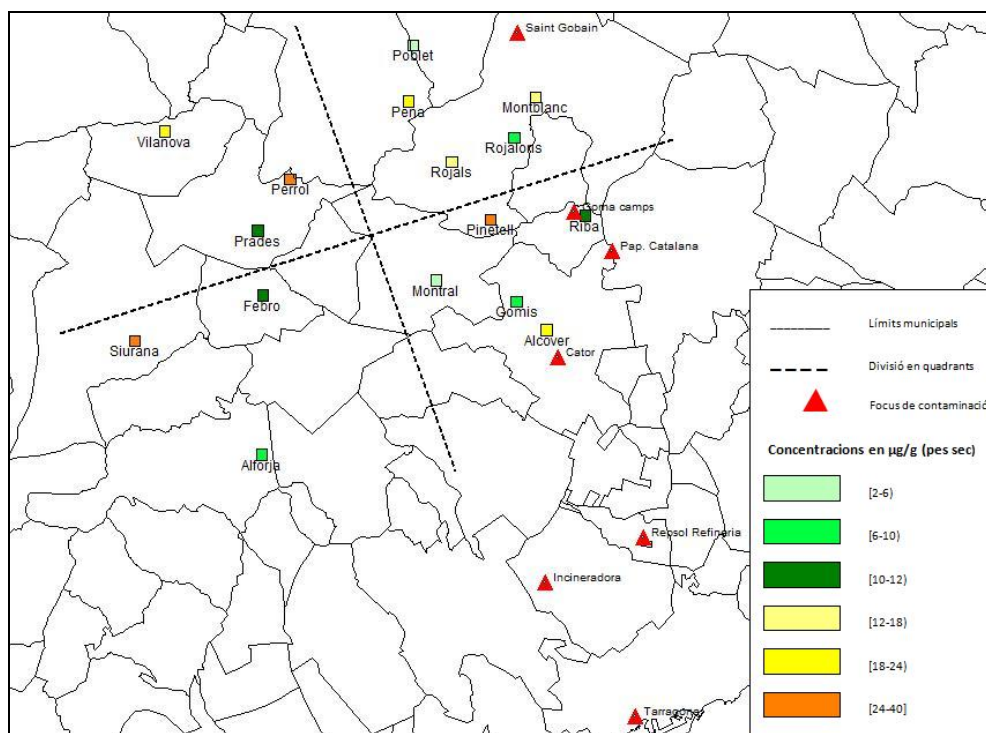 Saint Gobain
Poblet
Pena
Montblanc
Vilanova
Rojalons
Rojals
Perrol
Goma camps
Pinetell
Riba
Prades
Pap. Catalana
Montral
Febro
Gomis
Alcover
Siurana
Cator
Alforja
Repsol Refinaria
Incineradora
Tarragona
Límits municipals
Divisió en quadrants
Focus de contaminació
Concentracions en µg/g (pes sec)
[2-6)
[6-10)
[10-12)
[12-18)
[18-24)
[24-40]